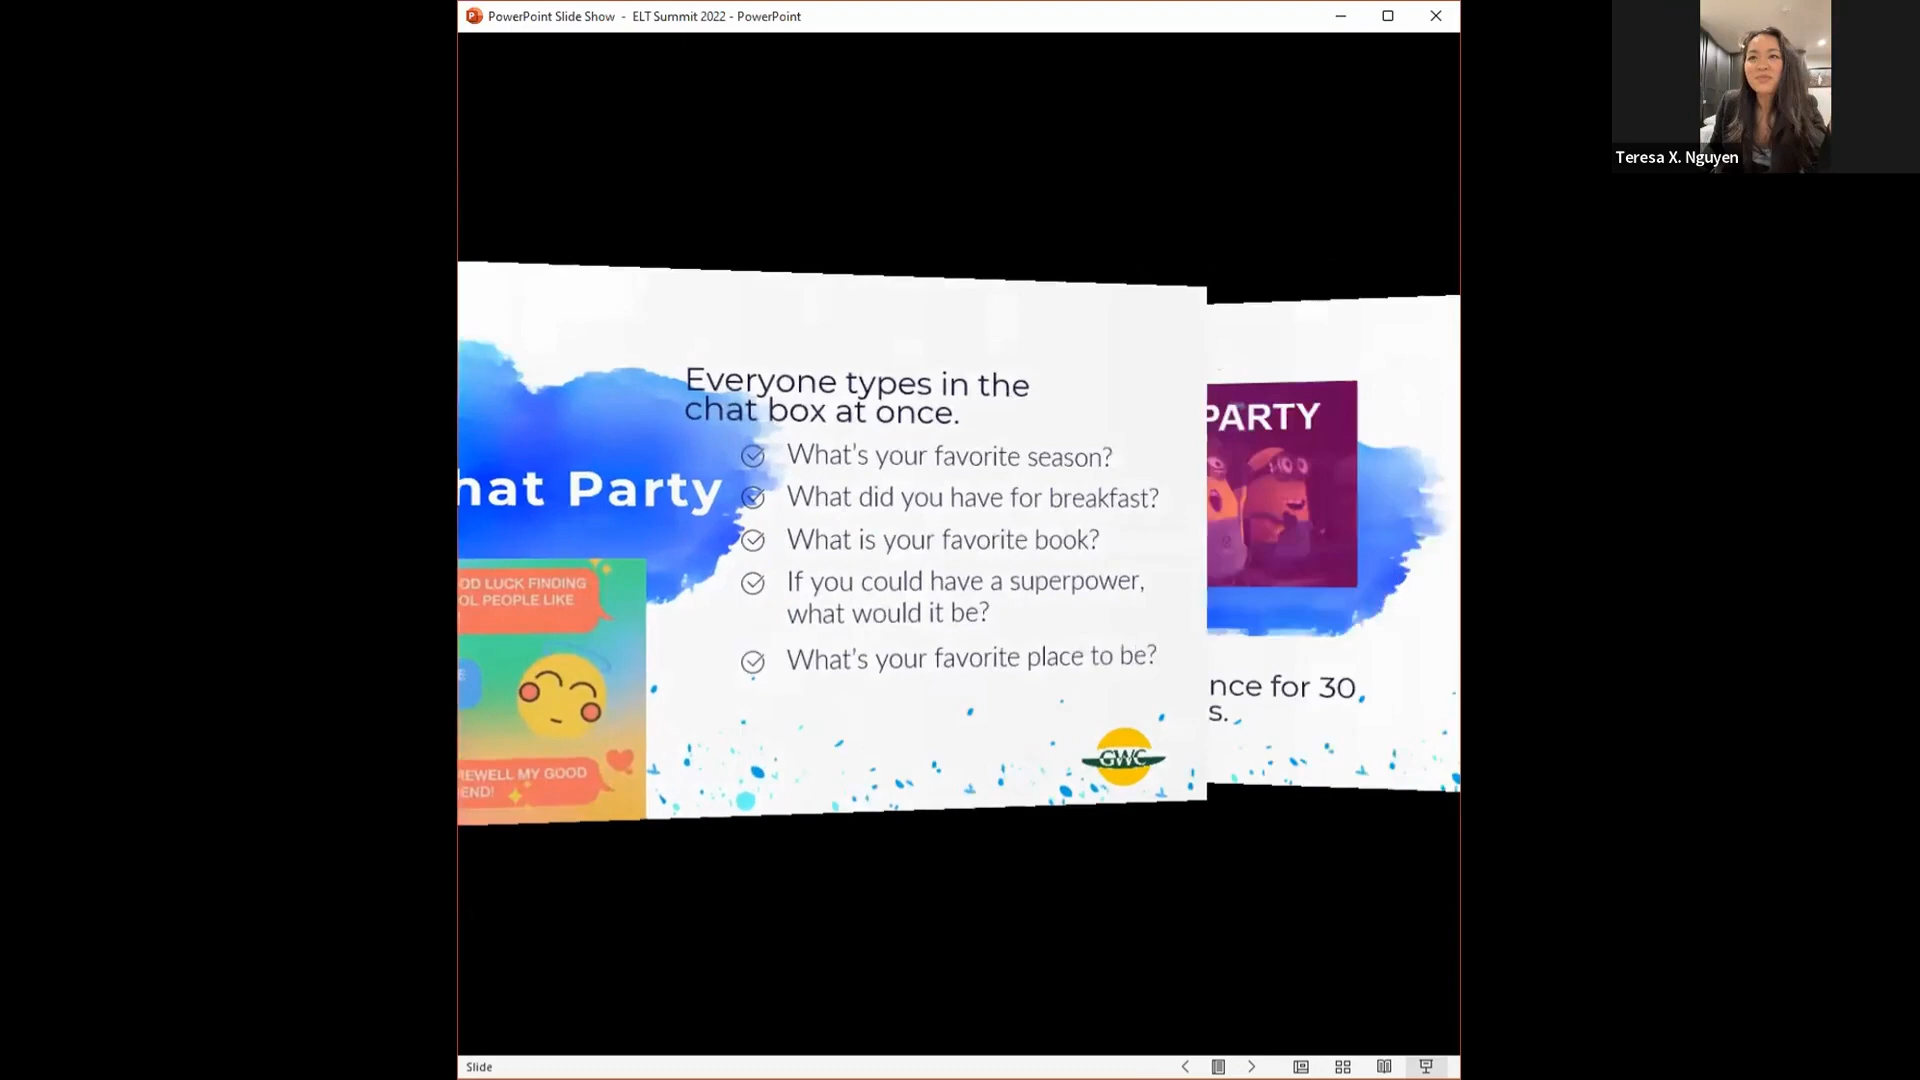 PowerPoint Slide Show - ELT Summit 2022 - PowerPoint
Teresa X. Nguyen
Everyone types in the
chat box at once.
What's your favorite season?
What did you have for breakfast?
What is your favorite book?
If you could have a superpower,
what would it be?
What's your favorite place to be?
hat Party
OD LUCK FINDING
OL PEOPLE LIKE
EWELL MY GOOD
END!
GWC
PARTY
nce for 30
s.
Slide